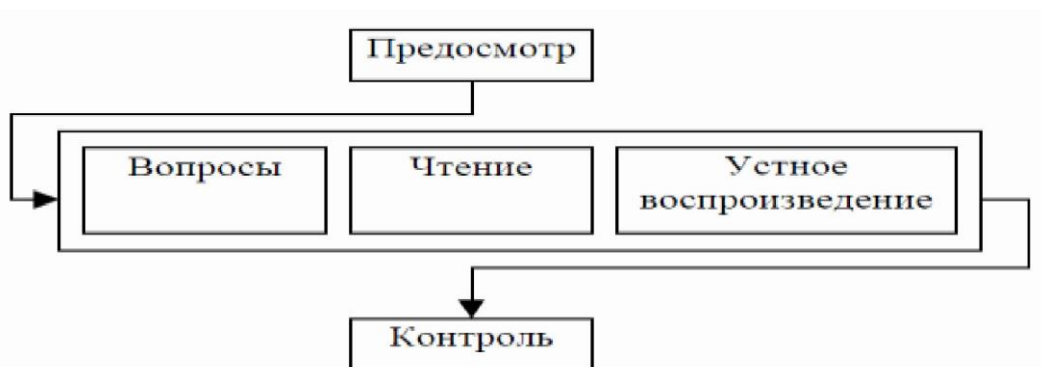 Предосмотр
Вопросы
Чтение
Устное
воспроизведение
Контроль